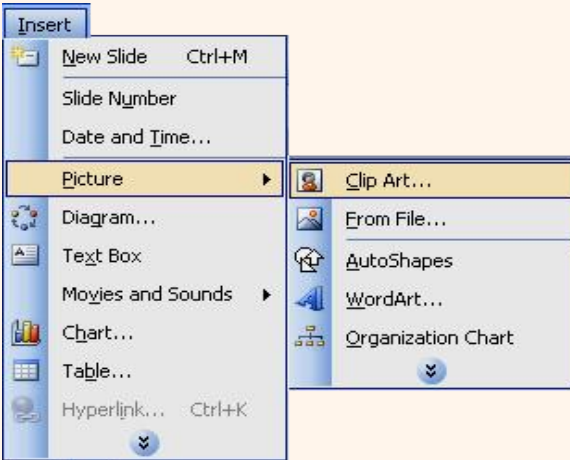 Insert
New Slide Ctrl+M
Slide Number
Date and Time...
Picture
Diagram...
Text Box
Movies and Sounds
Chart...
Table...
Hyperlink... Ctrl+K
Clip Art...
From File...
AutoShapes
WordArt...
Organization Chart